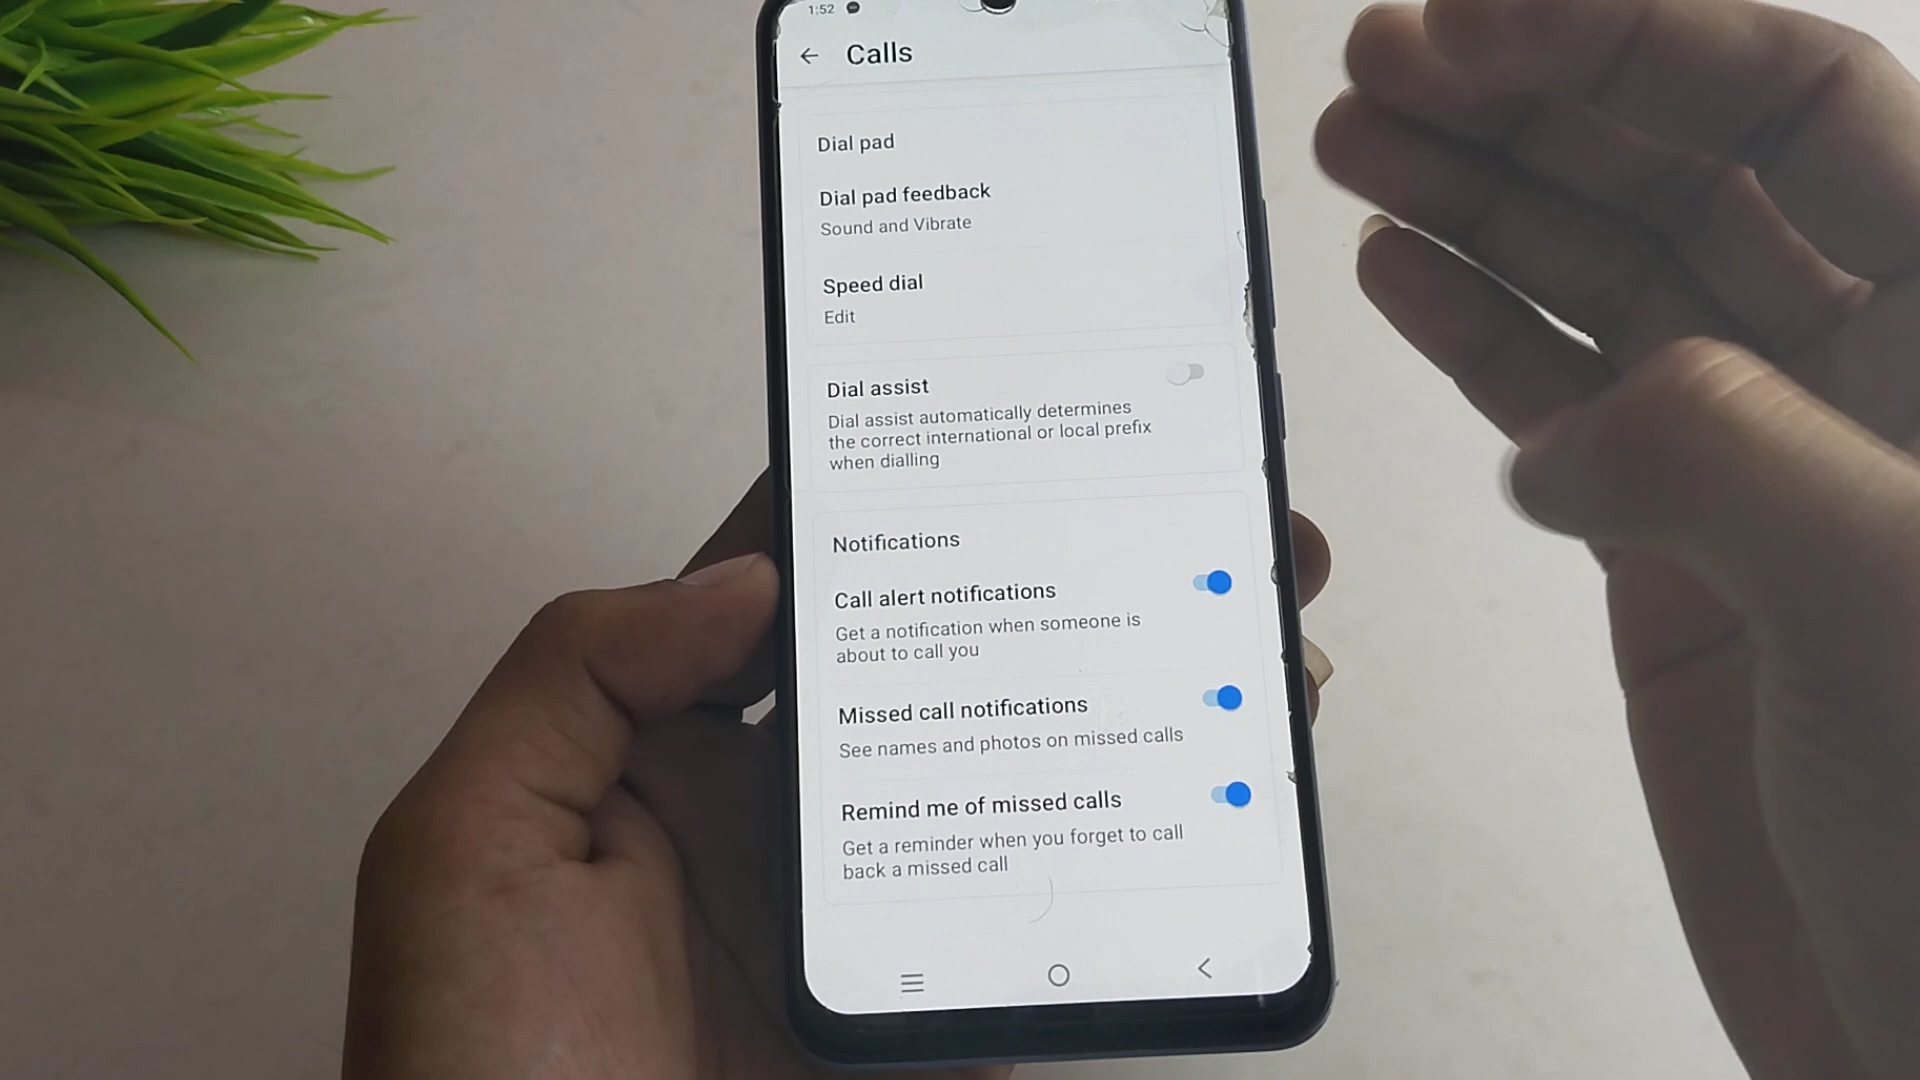 1:52
Calls
Dial pad
Dial pad feedback
Sound and Vibrate
Speed dial
Edit
Dial assist
Dial assist automatically determines
the correct international or local prefix
when dialling
Notifications
Call alert notifications
Get a notification when someone is
about to call you
Missed call notifications
See names and photos on missed calls
Remind me of missed calls
Get a reminder when you forget to call
back a missed call